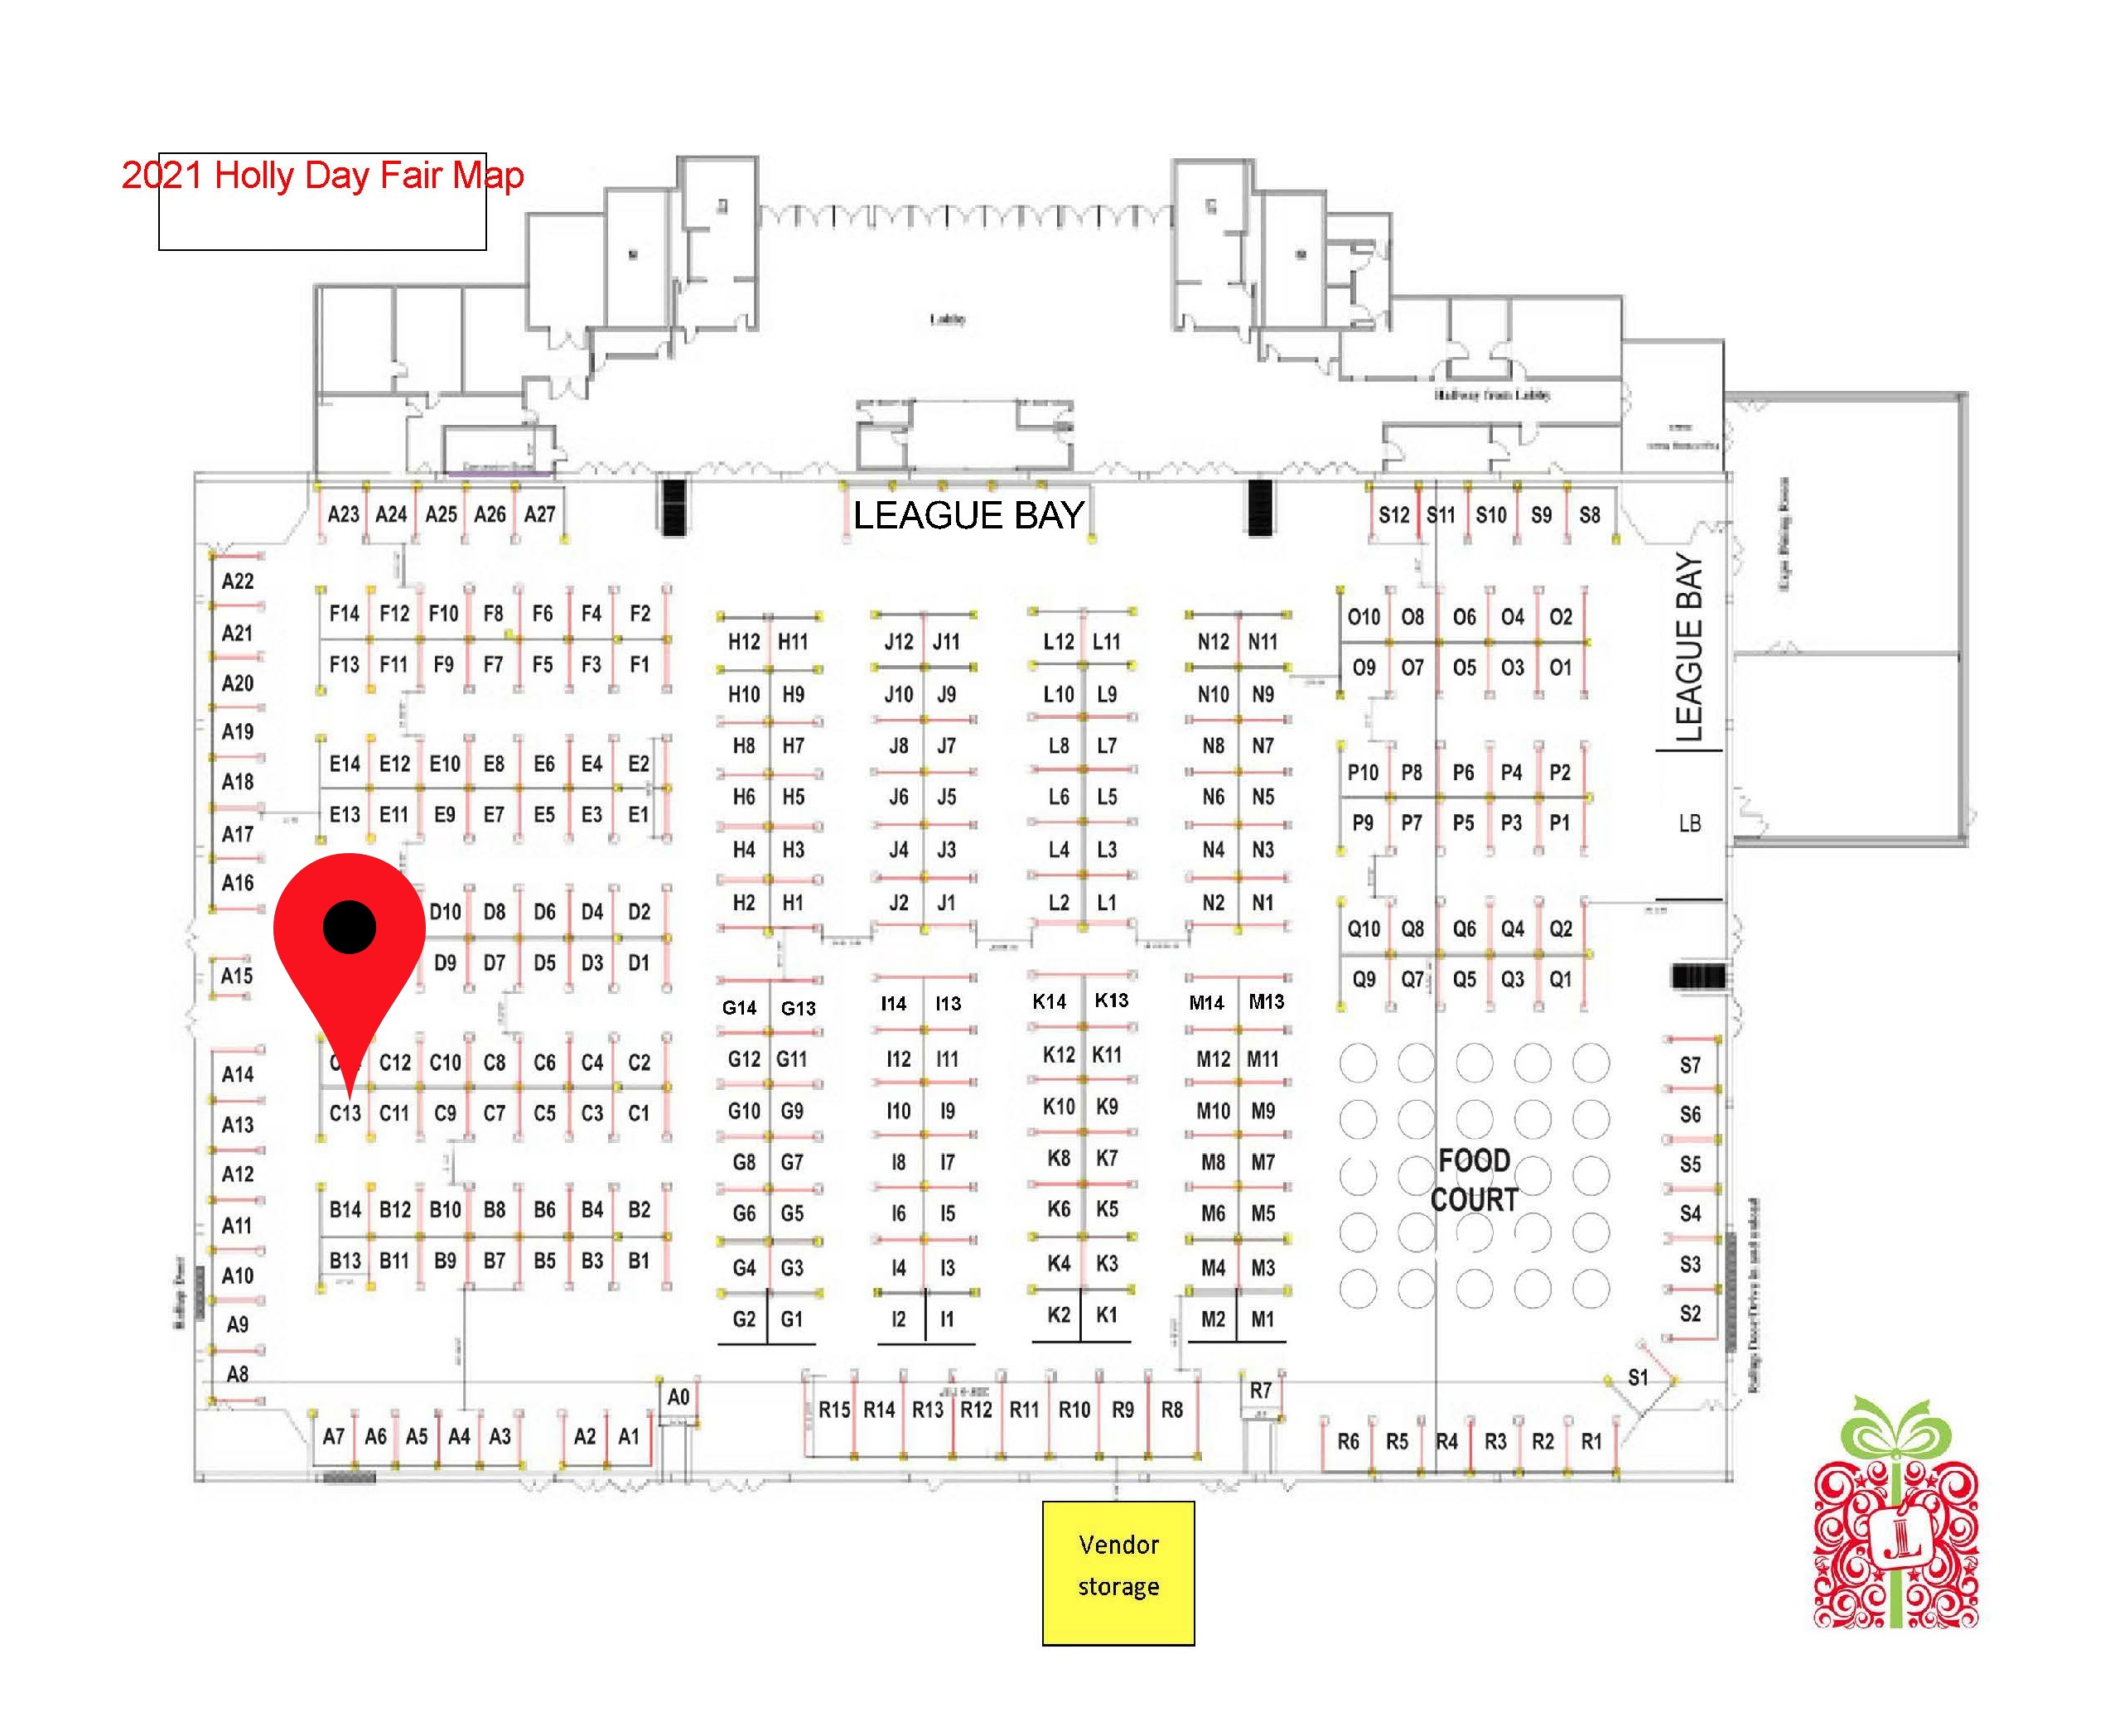 2021 Holly Day Fair Map
Lobby
Hallway from Lobby
LEAGUE BAY
A23 A24 A25 A26 A27
S12 S11 S10 S9 S8
A22
A21
A20
A19
A18
A17
A16
A15
A14
A13
A12
A11
A10
A9
A8
F14 F12 F10 F8 F6 F4 F2
F13 F11 F9 F7 F5 F3 F1
E14 E12 E10 E8 E6 E4 E2
E13 E11 E9 E7 E5 E3 E1
D10 D8 D6 D4 D2
D9 D7 D5 D3 D1
C12 C10 C8 C6 C4 C2
C13 C11 C9 C7 C5 C3 C1
B14 B12 B10 B8 B6 B4 B2
B13 B11 B9 B7 B5 B3 B1
H12 H11
H10 H9
H8 H7
H6 H5
H4 H3
H2 H1
G14 G13
G12 G11
G10 G9
G8 G7
G6 G5
G4 G3
G2 G1
J12 J11
J10 J9
J8 J7
J6 J5
J4 J3
J2 J1
I14 I13
I12 I11
I10 I9
I8 I7
I6 I5
I4 I3
I2 I1
L12 L11
L10 L9
L8 L7
L6 L5
L4 L3
L2 L1
K14 K13
K12 K11
K10 K9
K8 K7
K6 K5
K4 K3
K2 K1
N12 N11
N10 N9
N8 N7
N6 N5
N4 N3
N2 N1
M14 M13
M12 M11
M10 M9
M8 M7
M6 M5
M4 M3
M2 M1
O10 O8 O6 O4 O2
O9 O7 O5 O3 O1
P10 P8 P6 P4 P2
P9 P7 P5 P3 P1
Q10 Q8 Q6 Q4 Q2
Q9 Q7 Q5 Q3 Q1
LEAGUE BAY
LB
FOOD
COURT
S7
S6
S5
S4
S3
S2
S1
A7 A6 A5 A4 A3 A2 A1
A0
R15 R14 R13 R12 R11 R10 R9 R8
R7
R6 R5 R4 R3 R2 R1
Vendor
storage
JL